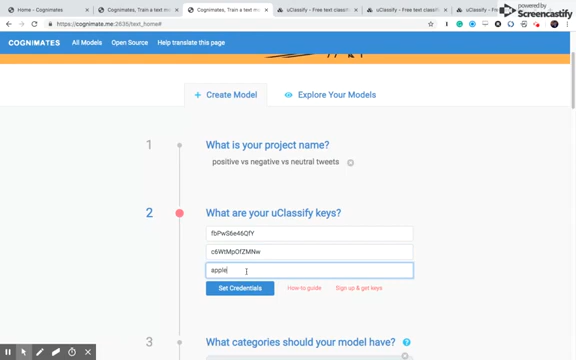 powered by
Screencastify
Home - Cognimates
Cognimates, Train a text m
Cognimates, Train a text m
uClassify - Free text classif
uClassify - Free text classif
cognimate.me:2635/text_home#
COGNIMATES All Models Open Source Help translate this page
+ Create Model
Explore Your Models
1 What is your project name?
positive vs negative vs neutral tweets
2 What are your uClassify keys?
fbPwS6e46QfY
c6WtMpOfZMNw
apple
Set Credentials How-to guide Sign up & get keys
3 What categories should your model have? ?